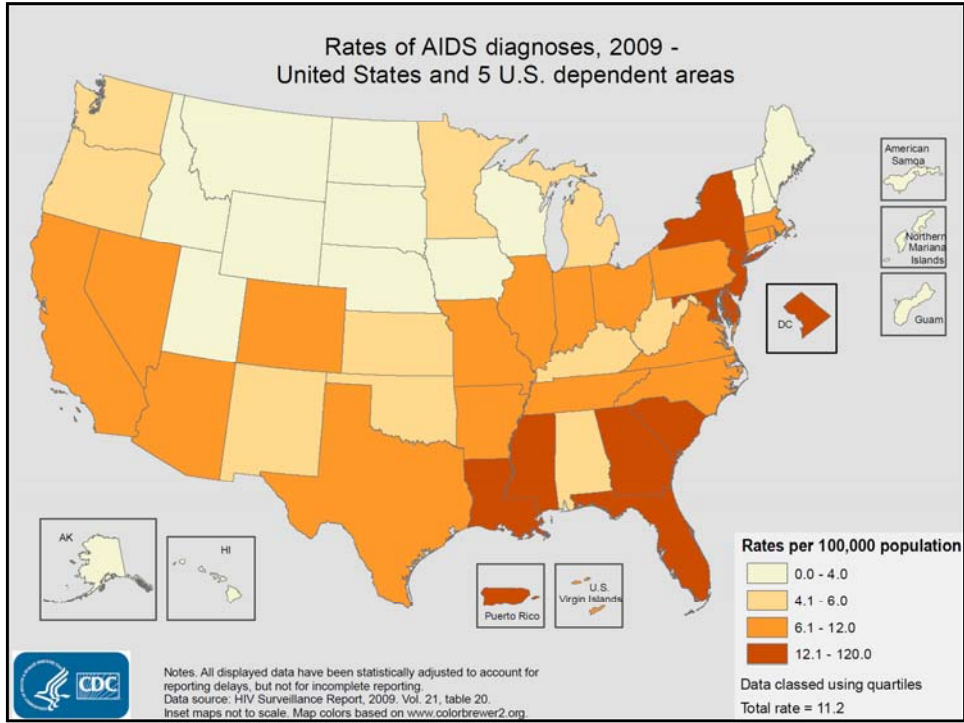 Rates of AIDS diagnoses, 2009 -
United States and 5 U.S. dependent areas
American
Samoa
Northern
Mariana
Islands
Guam
DC
AK
HI
Puerto Rico
U.S.
Virgin Islands
Rates per 100,000 population
0.0 - 4.0
4.1 - 6.0
6.1 - 12.0
12.1 - 120.0
Data classed using quartiles
Total rate = 11.2
CDC
Notes. All displayed data have been statistically adjusted to account for
reporting delays, but not for incomplete reporting.
Data source: HIV Surveillance Report, 2009. Vol. 21, table 20.
Inset maps not to scale. Map colors based on www.colorbrewer2.org.